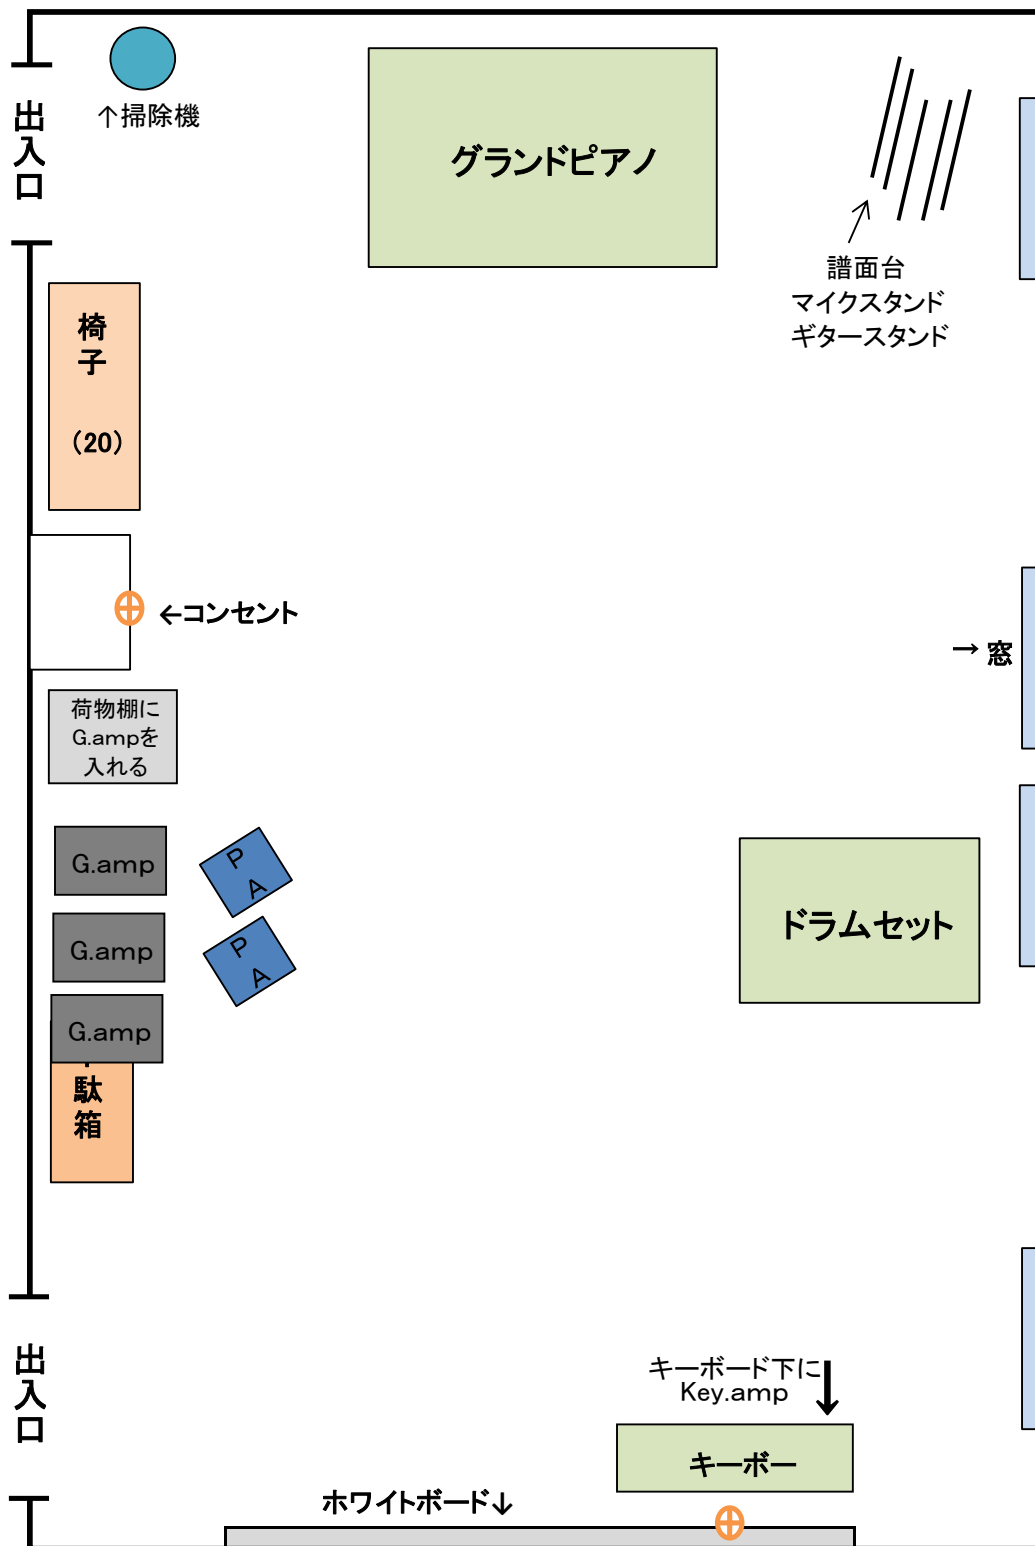 ↑掃除機
出入口
グランドピアノ
譜面台
マイクスタンド
ギタースタンド
椅子
（20）
←コンセント
→ 窓
荷物棚に
G.ampを
入れる
G.amp
PA
G.amp
PA
G.amp
駄箱
ドラムセット
出入口
キーボード下に
Key.amp
キーボー
ホワイトボード↓